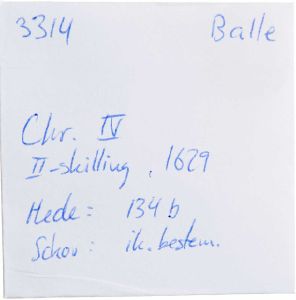 3314 Balle
Chr. IV
II-skilling, 1629
Hede: 134 b
Schou: ik. bestem.